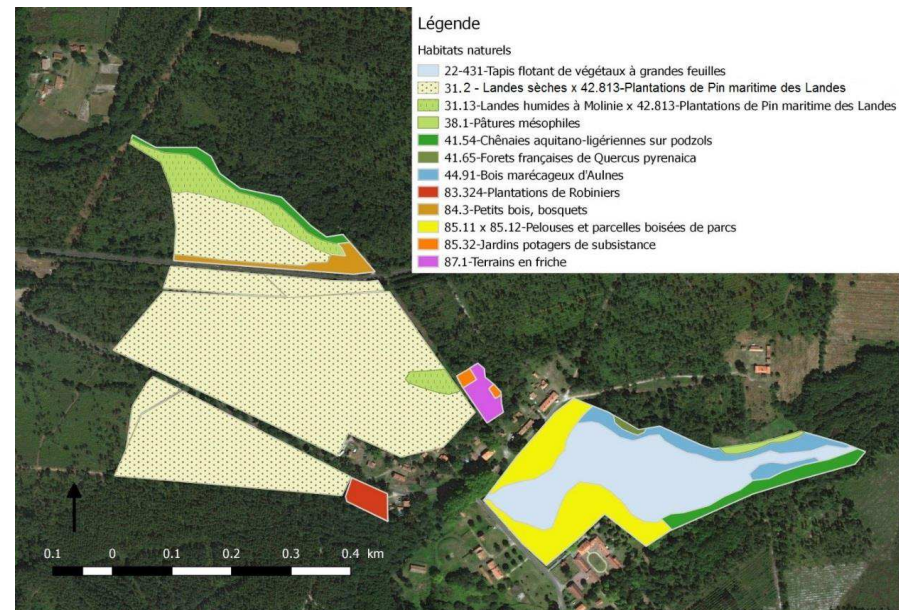 Légende
Habitats naturels
22-431-Tapis flotant de végétaux à grandes feuilles
31.2 - Landes sèches x 42.813-Plantations de Pin maritime des Landes
31.13-Landes humides à Molinie x 42.813-Plantations de Pin maritime des Landes
38.1-Pâtures mésophiles
41.54-Chênaies aquitano-ligériennes sur podzols
41.65-Forets françaises de Quercus pyrenaica
44.91-Bois marécageux d'Aulnes
83.324-Plantations de Robiniers
84.3-Petits bois, bosquets
85.11 x 85.12-Pelouses et parcelles boisées de parcs
85.32-Jardins potagers de subsistance
87.1-Terrains en friche
0.1 0 0.1 0.2 0.3 0.4 km